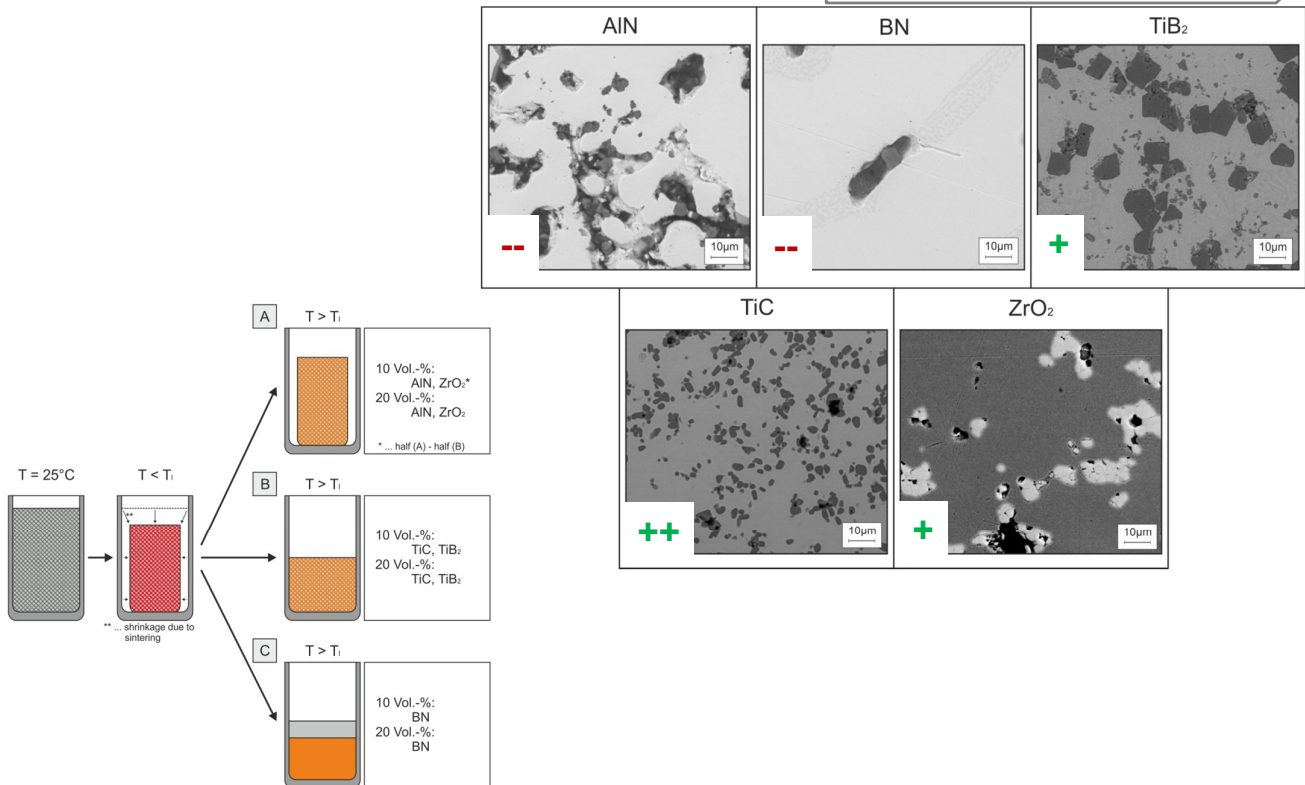 AlN
BN
TiB₂
--
10µm
--
10µm
+
10µm
TiC
ZrO₂
++
10µm
+
10µm
T = 25°C
T < Tₗ
**
** ... shrinkage due to
sintering
A
T > Tₗ
10 Vol.-%:
AlN, ZrO₂*
20 Vol.-%:
AlN, ZrO₂
* ... half (A) - half (B)
B
T > Tₗ
10 Vol.-%:
TiC, TiB₂
20 Vol.-%:
TiC, TiB₂
C
T > Tₗ
10 Vol.-%:
BN
20 Vol.-%:
BN